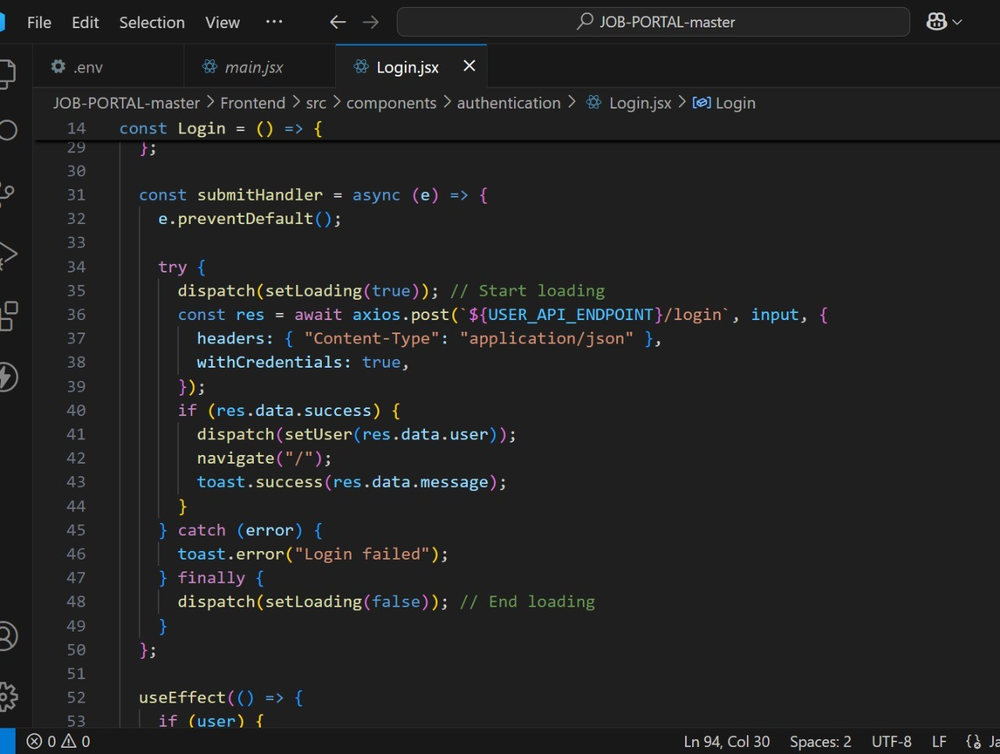 File Edit Selection View ··· JOB-PORTAL-master
.env main.jsx Login.jsx
JOB-PORTAL-master > Frontend > src > components > authentication > Login.jsx > Login
14 const Login = () => {
29 };
30
31 const submitHandler = async (e) => {
32 e.preventDefault();
33
34 try {
35 dispatch(setLoading(true)); // Start loading
36 const res = await axios.post(`${USER_API_ENDPOINT}/login`, input, {
37 headers: { "Content-Type": "application/json" },
38 withCredentials: true,
39 });
40 if (res.data.success) {
41 dispatch(setUser(res.data.user));
42 navigate("/");
43 toast.success(res.data.message);
44 }
45 } catch (error) {
46 toast.error("Login failed");
47 } finally {
48 dispatch(setLoading(false)); // End loading
49 }
50 };
51
52 useEffect(() => {
53 if (user) {
0 0 Ln 94, Col 30 Spaces: 2 UTF-8 LF